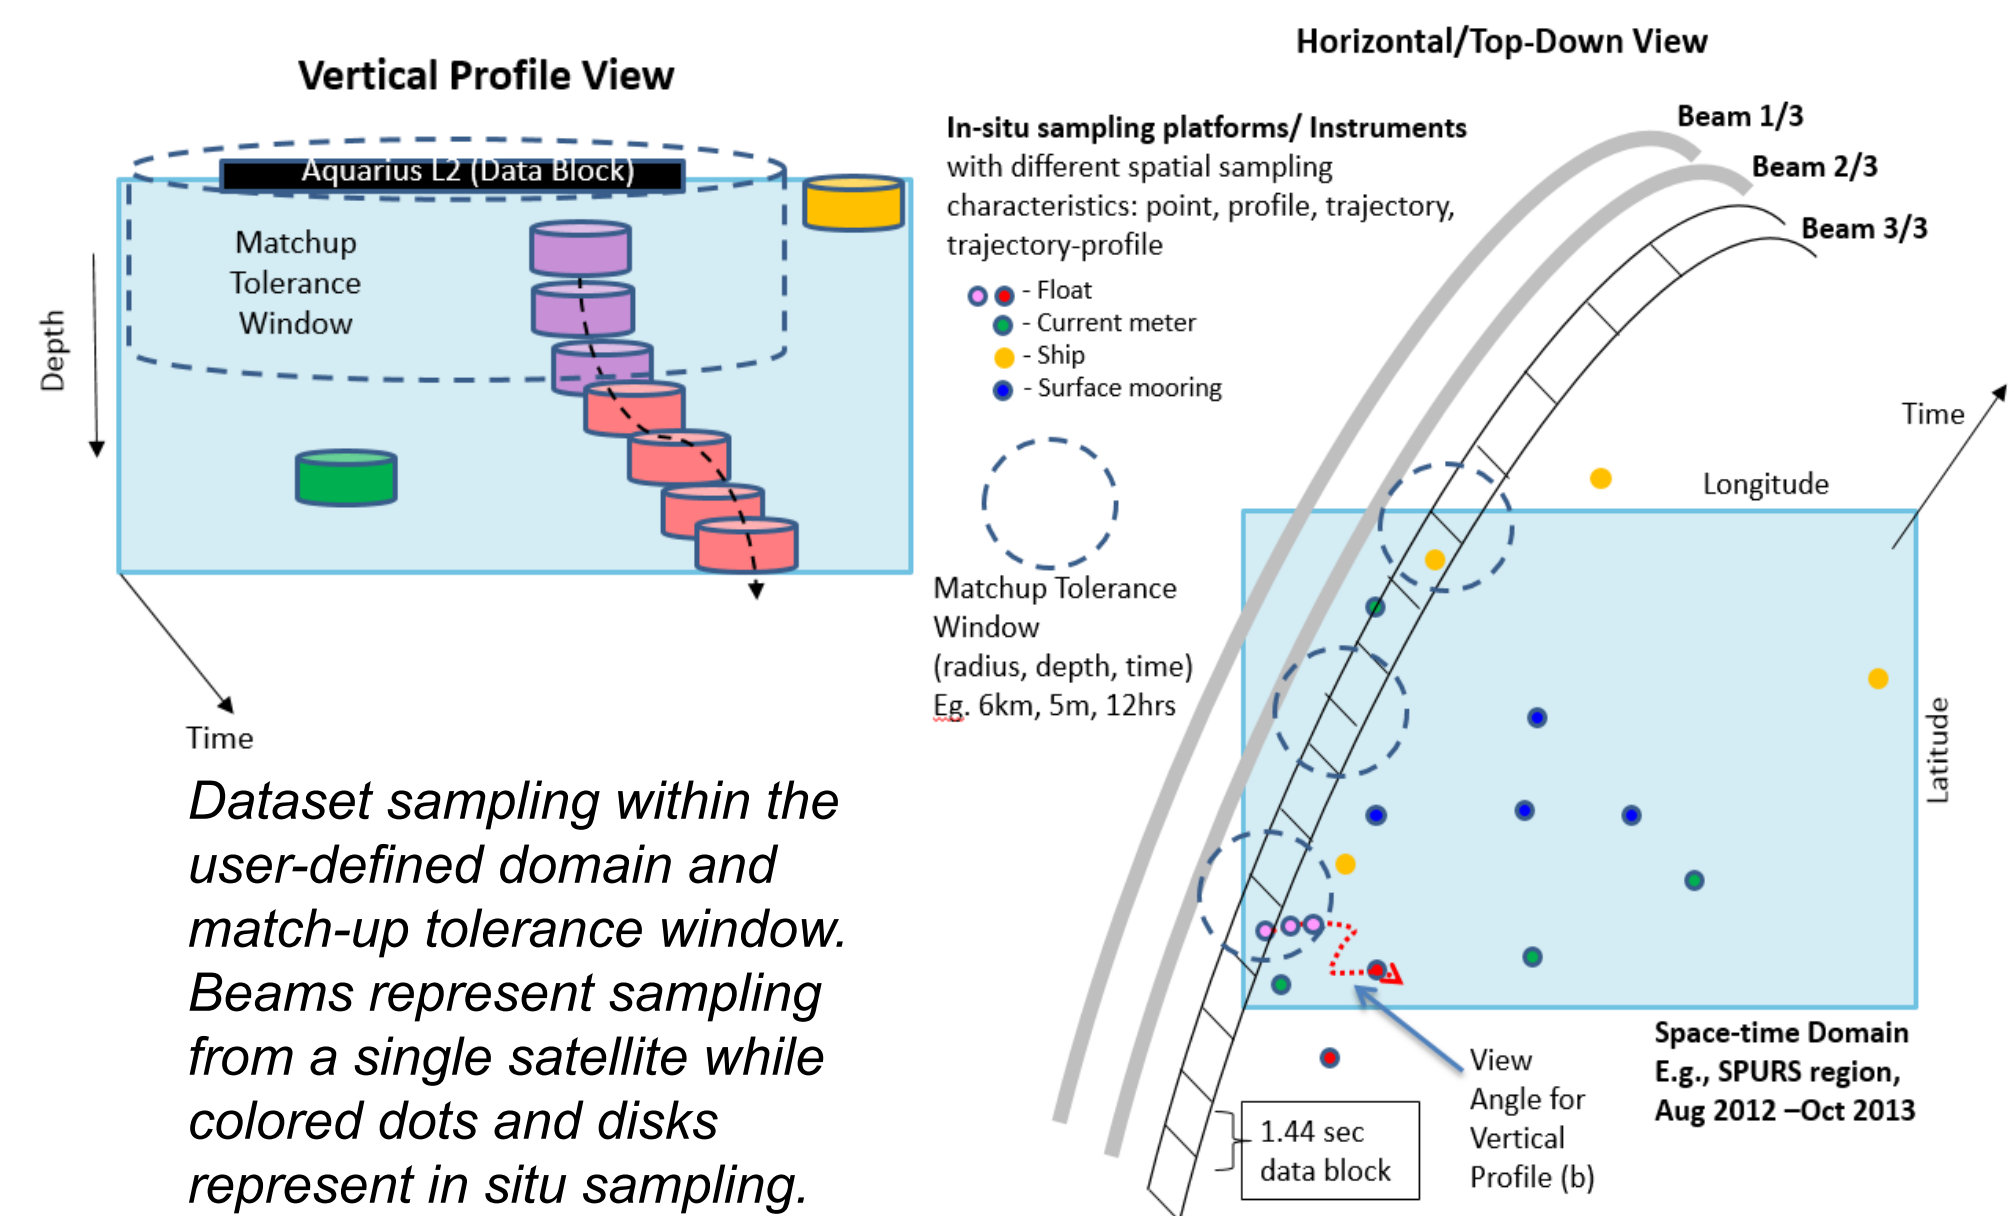 Vertical Profile View
Aquarius L2 (Data Block)
Matchup
Tolerance
Window
Depth
Time
Dataset sampling within the
user-defined domain and
match-up tolerance window.
Beams represent sampling
from a single satellite while
colored dots and disks
represent in situ sampling.
Horizontal/Top-Down View
In-situ sampling platforms/ Instruments
with different spatial sampling
characteristics: point, profile, trajectory,
trajectory-profile
- Float
- Current meter
- Ship
- Surface mooring
Matchup Tolerance
Window
(radius, depth, time)
Eg. 6km, 5m, 12hrs
Beam 1/3
Beam 2/3
Beam 3/3
Time
Longitude
Latitude
Space-time Domain
E.g., SPURS region,
Aug 2012 –Oct 2013
View
Angle for
Vertical
Profile (b)
1.44 sec
data block